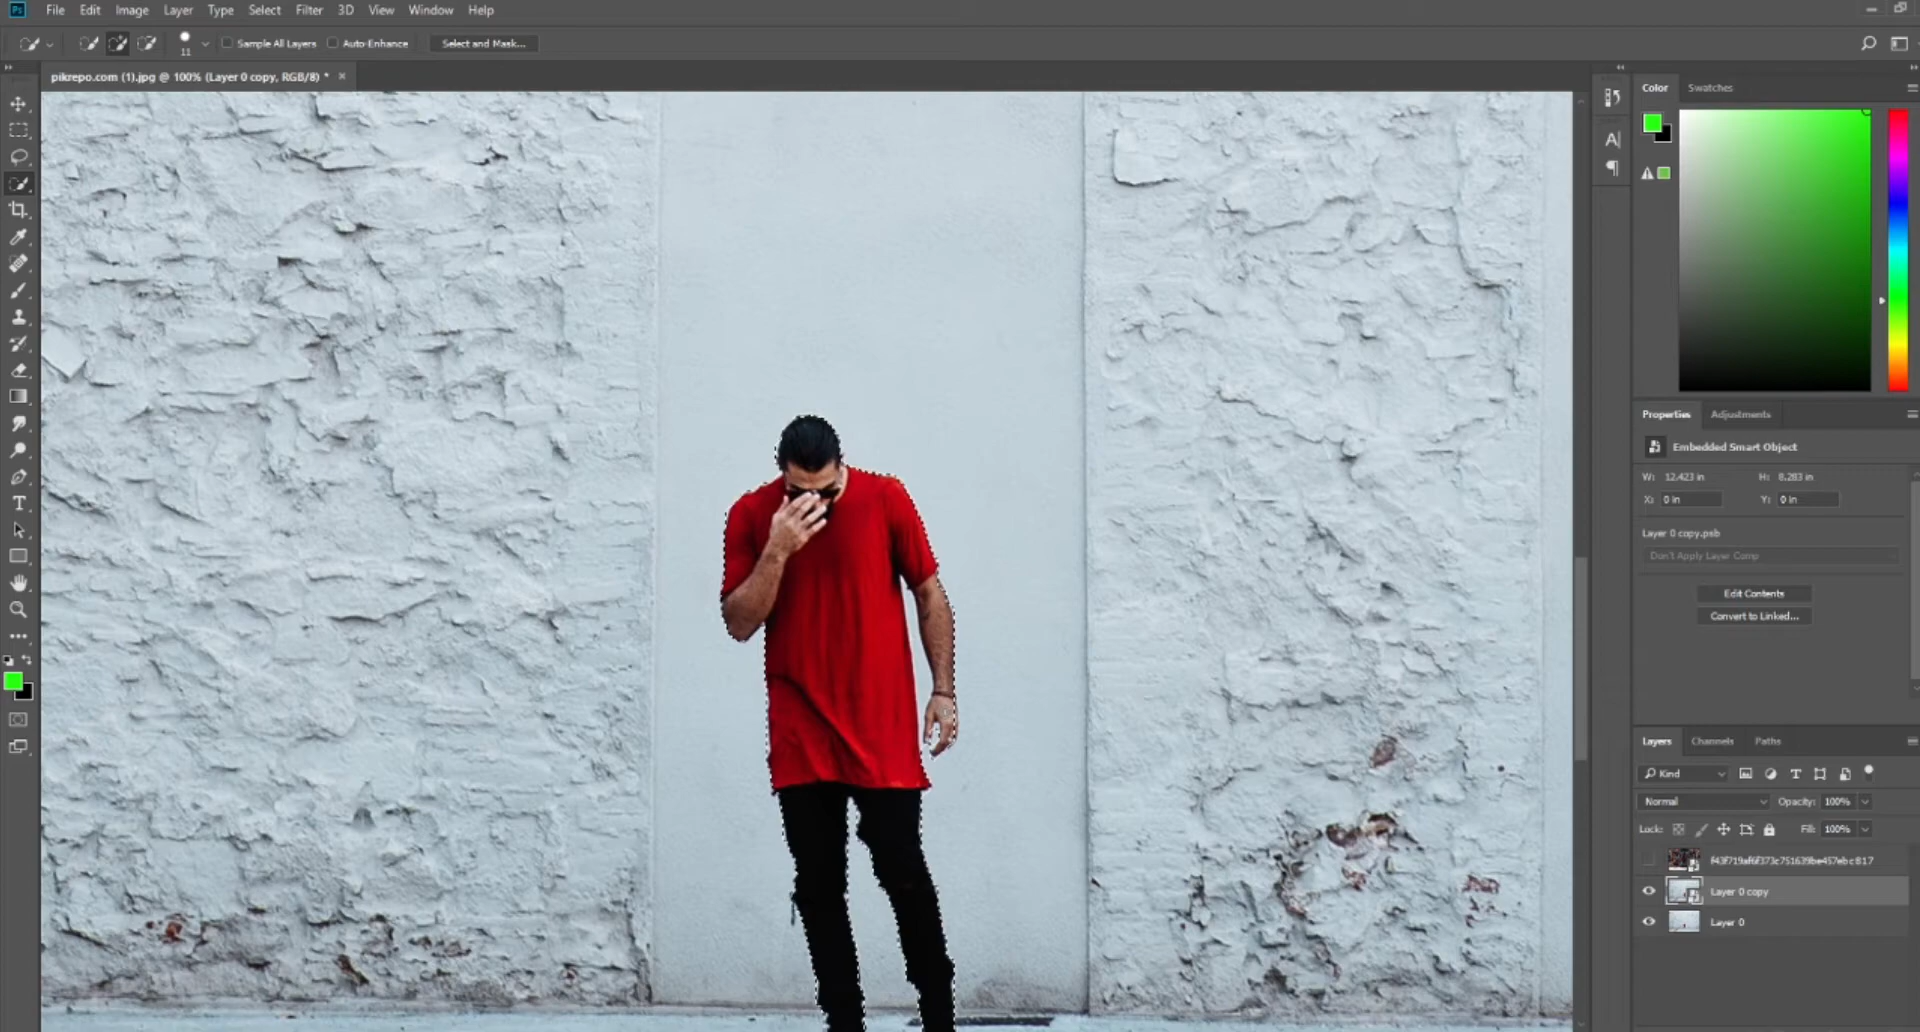 Ps File Edit Image Layer Type Select Filter 3D View Window Help
11 Sample All Layers Auto-Enhance Select and Mask...
pikrepo.com (1).jpg @ 100% (Layer 0 copy, RGB/8) *
Color Swatches
Properties Adjustments
Embedded Smart Object
W: 12.423 in H: 8.283 in
X: 0 in Y: 0 in
Layer 0 copy.psb
Don't Apply Layer Comp
Edit Contents
Convert to Linked...
Layers Channels Paths
Kind
Normal Opacity: 100%
Lock: Fill: 100%
Layer 0 copy
Layer 0